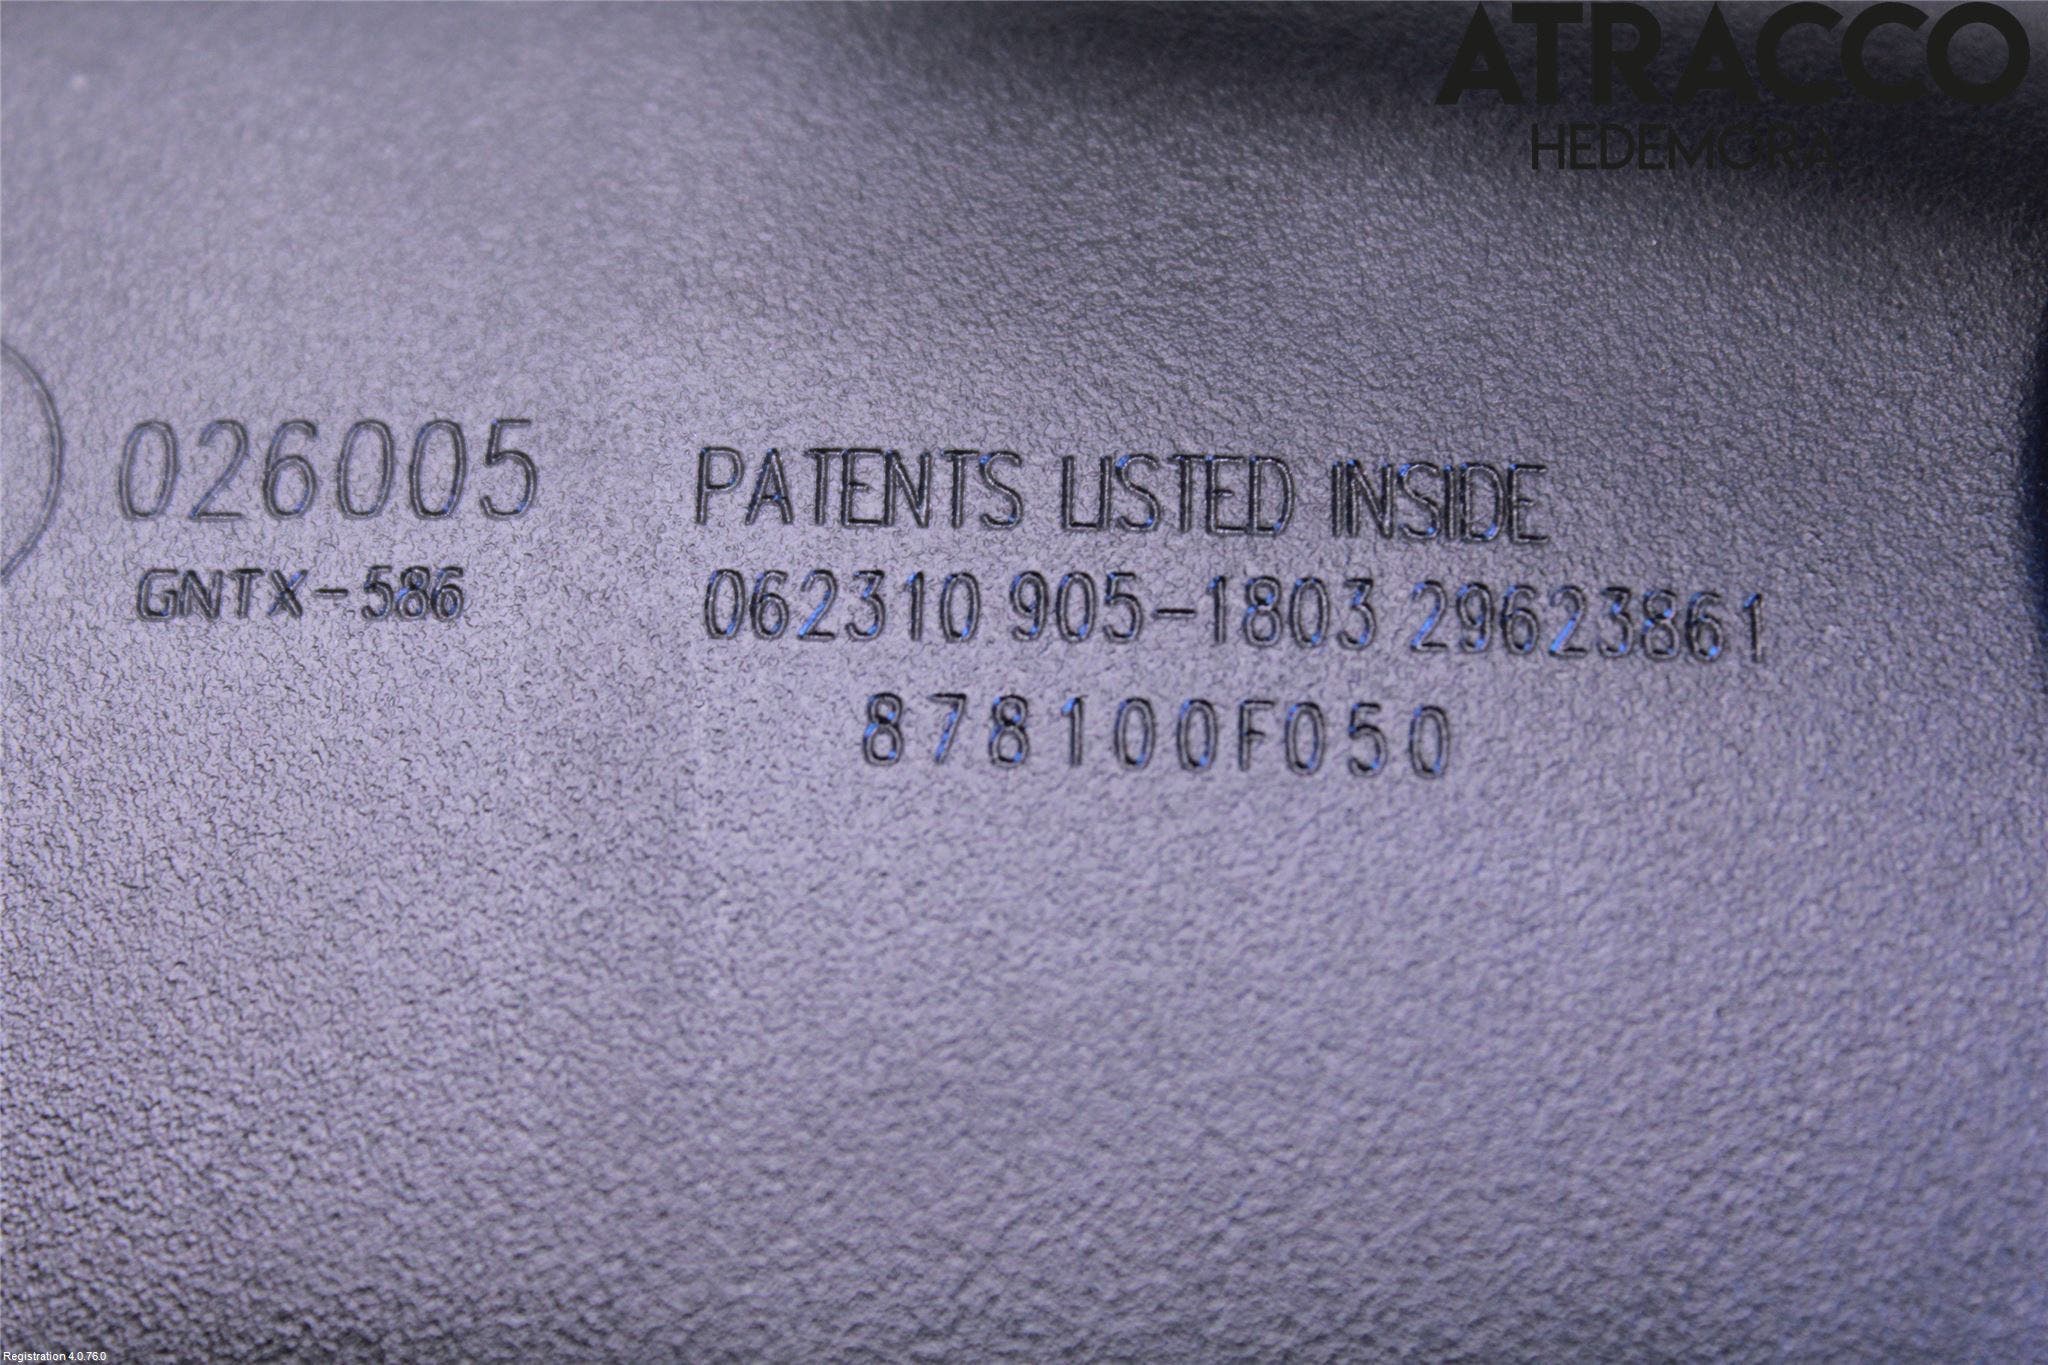 ATRACCO
HEDEMORA
026005
GNTX-586
PATENTS LISTED INSIDE
062310 905-1803 29623861
878100F050
Registration 4.0.76.0